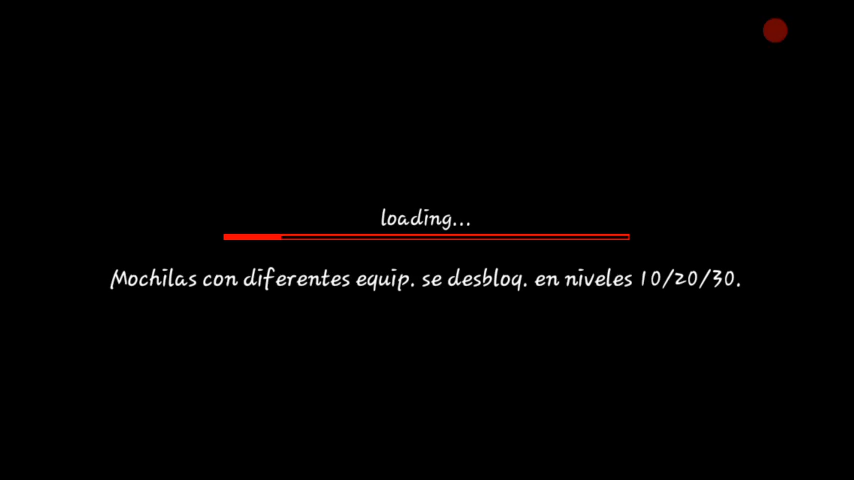 loading...
Mochilas con diferentes equip. se desbloq. en niveles 10/20/30.